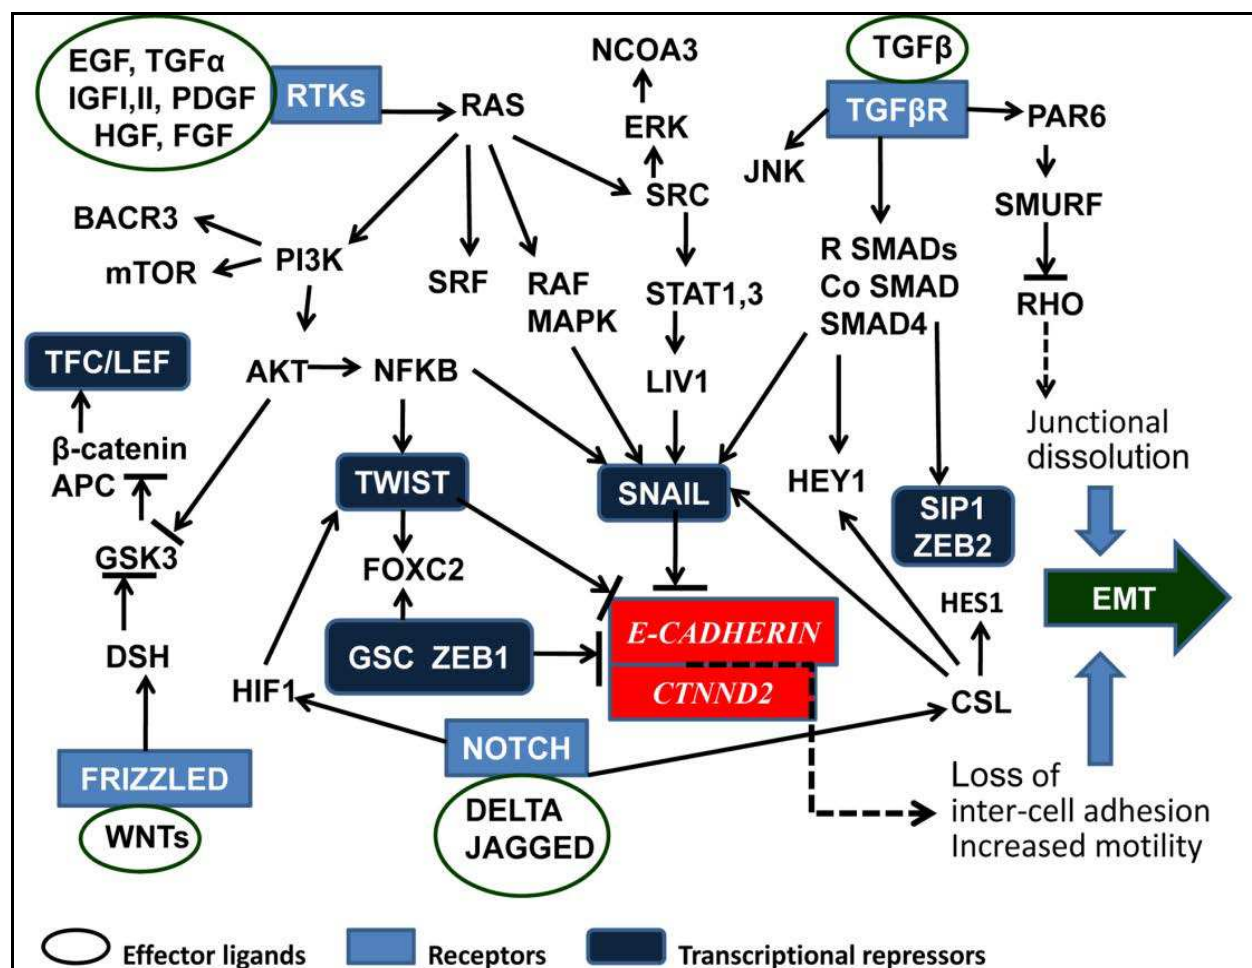 EGF, TGFα
IGFI,II, PDGF
HGF, FGF
RTKs
RAS
NCOA3
ERK
SRC
TGFβ
TGFβR
PAR6
JNK
SMURF
BACR3
mTOR
PI3K
SRF
RAF
MAPK
STAT1,3
R SMADs
Co SMAD
SMAD4
RHO
TFC/LEF
AKT
NFKB
LIV1
Junctional
dissolution
β-catenin
APC
TWIST
SNAIL
HEY1
SIP1
ZEB2
GSK3
FOXC2
HES1
EMT
E-CADHERIN
CTNND2
DSH
HIF1
GSC ZEB1
CSL
NOTCH
FRIZZLED
WNTs
DELTA
JAGGED
Loss of
inter-cell adhesion
Increased motility
Effector ligands
Receptors
Transcriptional repressors